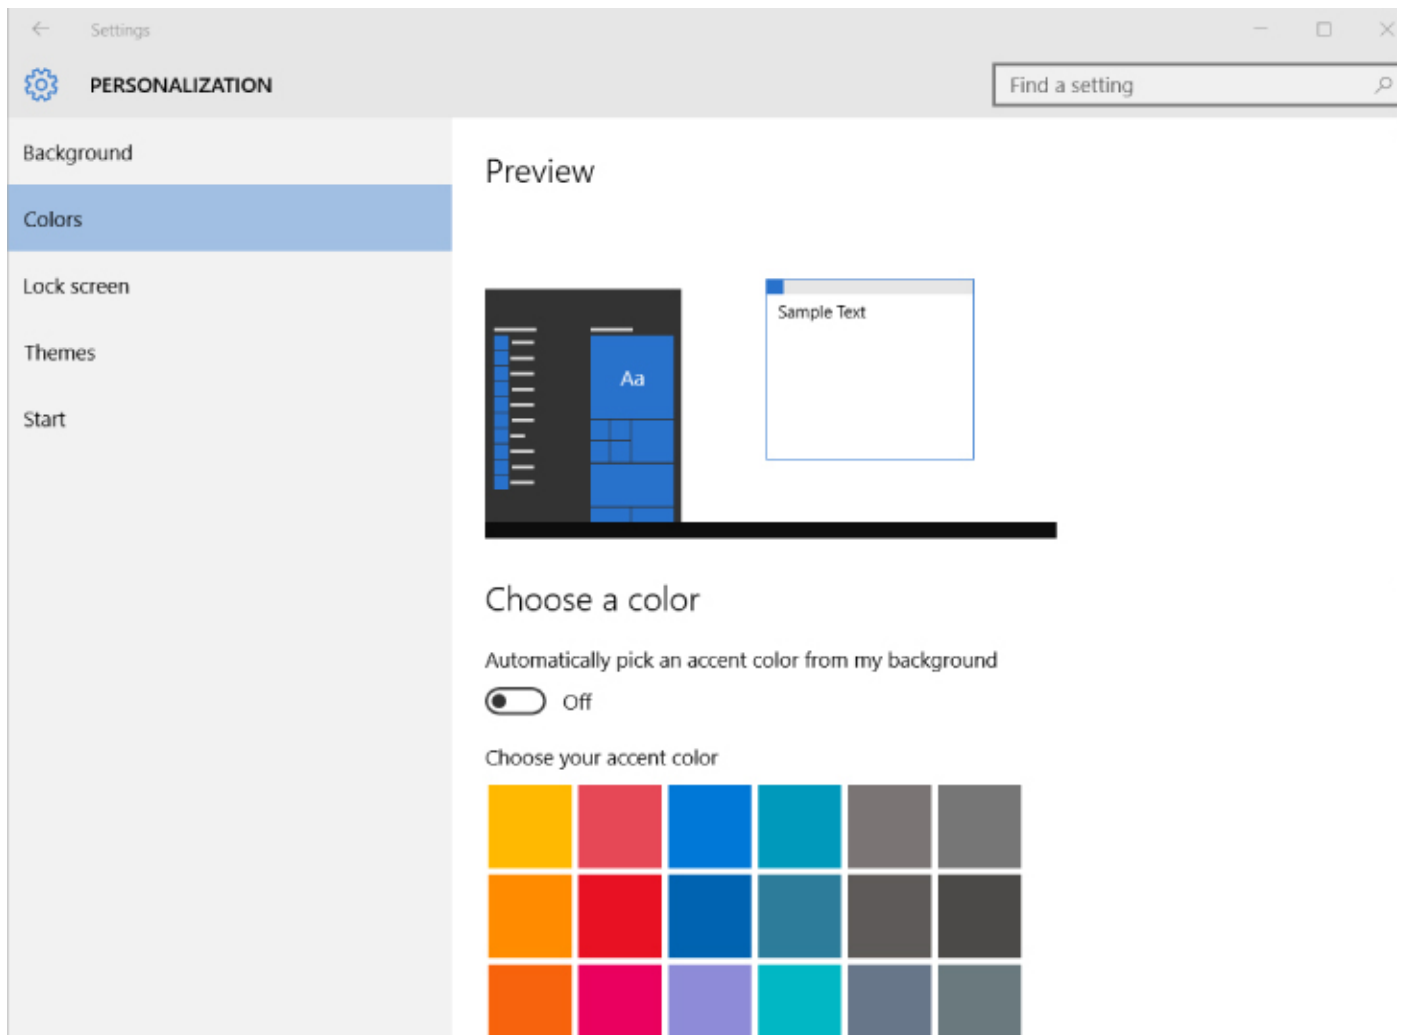 Settings
PERSONALIZATION
Find a setting
Background
Colors
Lock screen
Themes
Start
Preview
Aa
Sample Text
Choose a color
Automatically pick an accent color from my background
Off
Choose your accent color